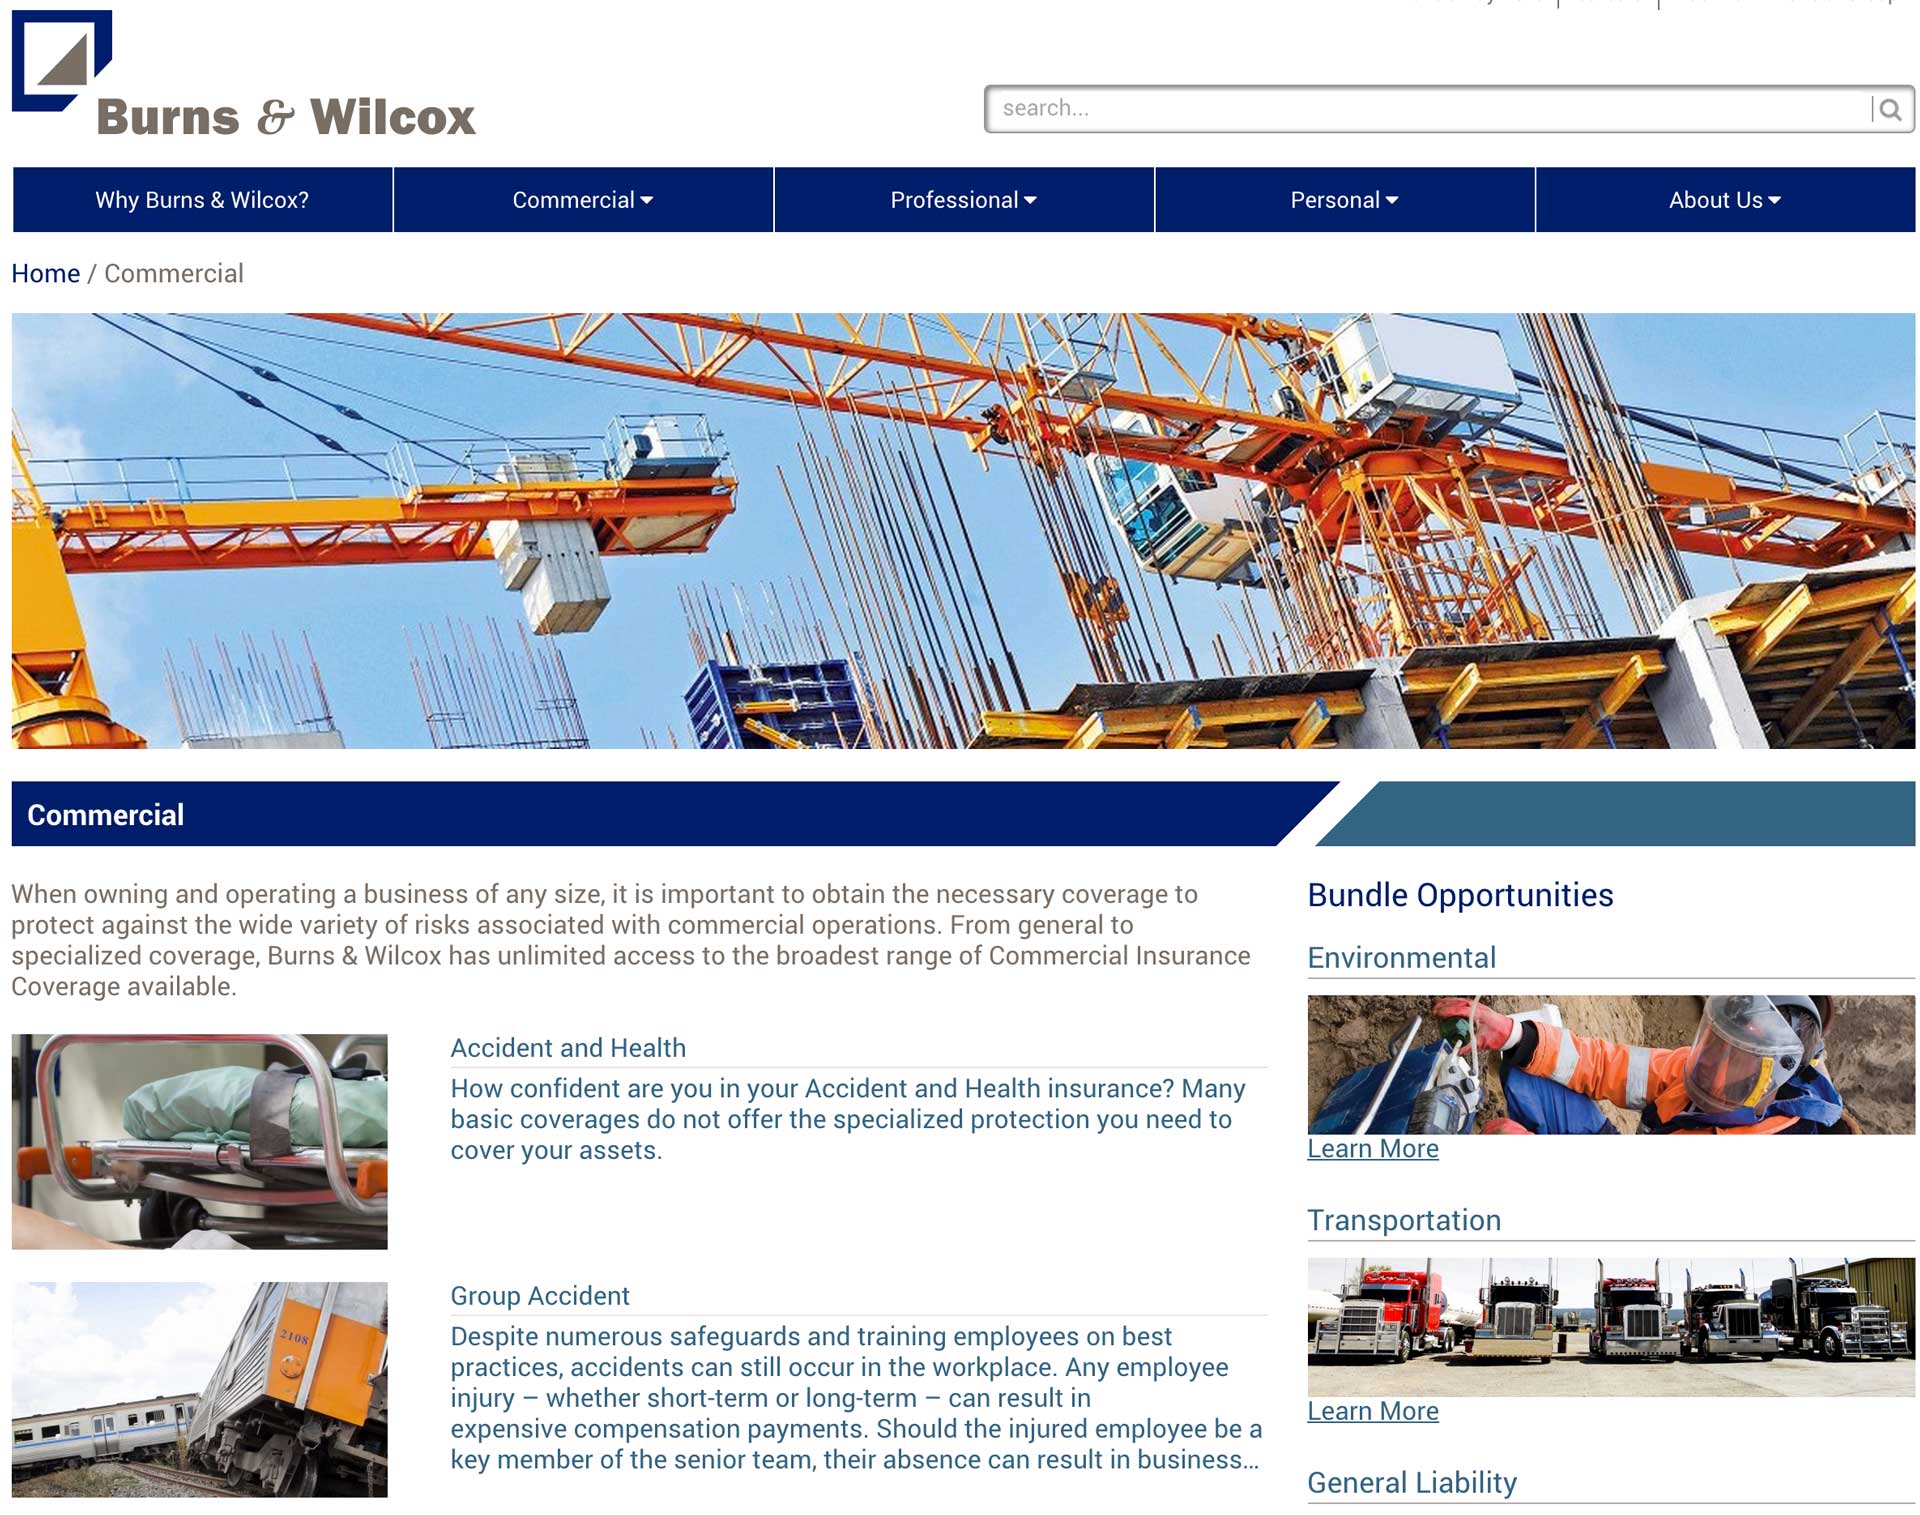 Burns & Wilcox
search...
Why Burns & Wilcox?
Commercial
Professional
Personal
About Us
Home / Commercial
Commercial
When owning and operating a business of any size, it is important to obtain the necessary coverage to
protect against the wide variety of risks associated with commercial operations. From general to
specialized coverage, Burns & Wilcox has unlimited access to the broadest range of Commercial Insurance
Coverage available.
Accident and Health
How confident are you in your Accident and Health insurance? Many
basic coverages do not offer the specialized protection you need to
cover your assets.
2108
Group Accident
Despite numerous safeguards and training employees on best
practices, accidents can still occur in the workplace. Any employee
injury – whether short-term or long-term – can result in
expensive compensation payments. Should the injured employee be a
key member of the senior team, their absence can result in business...
Bundle Opportunities
Environmental
Learn More
Transportation
Learn More
General Liability